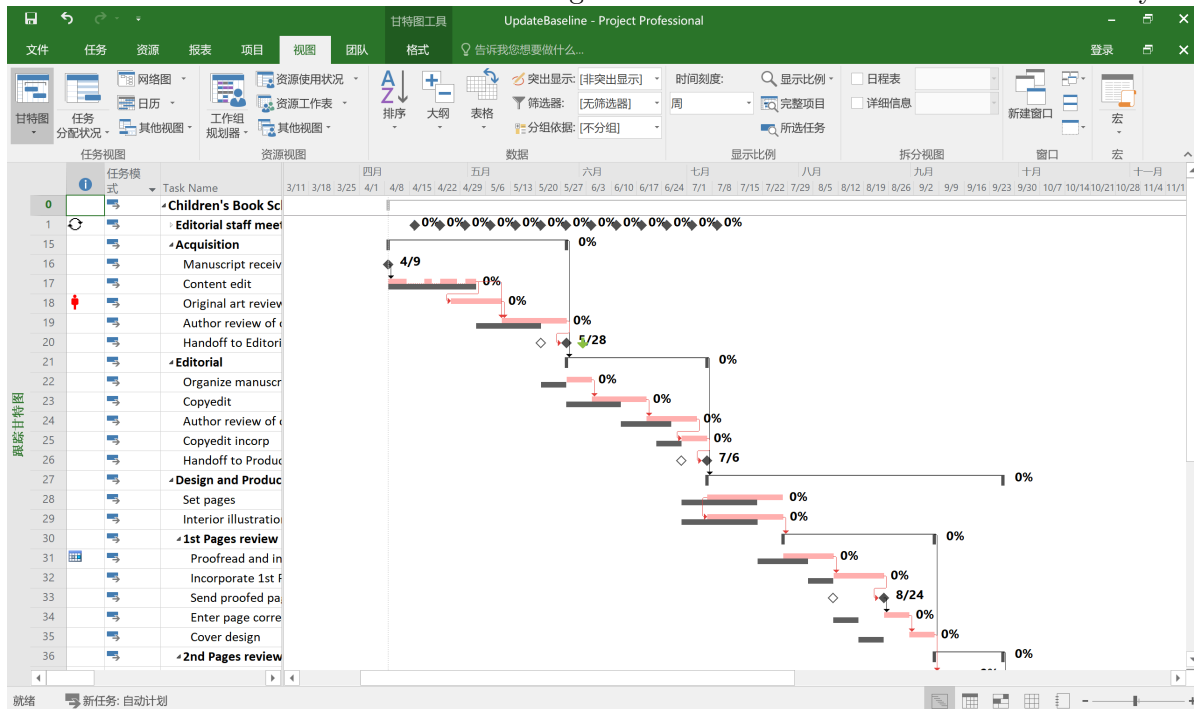 甘特图工具
UpdateBaseline - Project Professional
文件 任务 资源 报表 项目 视图 团队 格式 告诉我您想要做什么... 登录
甘特图
任务
分配状况
网络图
日历
其他视图
任务视图
工作组
规划器
资源使用状况
资源工作表
其他视图
资源视图
排序
大纲
表格
突出显示: [非突出显示]
筛选器: [无筛选器]
分组依据: [不分组]
数据
时间刻度:
周
显示比例
完整项目
所选任务
显示比例
日程表
详细信息
拆分视图
新建窗口
窗口
宏
宏
任务模式
Task Name
四月 五月 六月 七月 八月 九月 十月 十一月
3/11 3/18 3/25 4/1 4/8 4/15 4/22 4/29 5/6 5/13 5/20 5/27 6/3 6/10 6/17 6/24 7/1 7/8 7/15 7/22 7/29 8/5 8/12 8/19 8/26 9/2 9/9 9/16 9/23 9/30 10/7 10/14 10/21 10/28 11/4 11/1
0 Children's Book Sc
1 Editorial staff meet 0% 0% 0% 0% 0% 0% 0% 0% 0% 0% 0% 0% 0%
15 Acquisition 0%
16 Manuscript receiv 4/9
17 Content edit 0%
18 Original art review 0%
19 Author review of 0%
20 Handoff to Editori 5/28
21 Editorial 0%
22 Organize manuscr 0%
23 Copyedit 0%
24 Author review of 0%
25 Copyedit incorp 0%
26 Handoff to Produc 7/6
27 Design and Produc 0%
28 Set pages 0%
29 Interior illustratio 0%
30 1st Pages review 0%
31 Proofread and in 0%
32 Incorporate 1st 0%
33 Send proofed pa 8/24
34 Enter page corre 0%
35 Cover design 0%
36 2nd Pages review 0%
跟踪甘特图
就绪 新任务: 自动计划